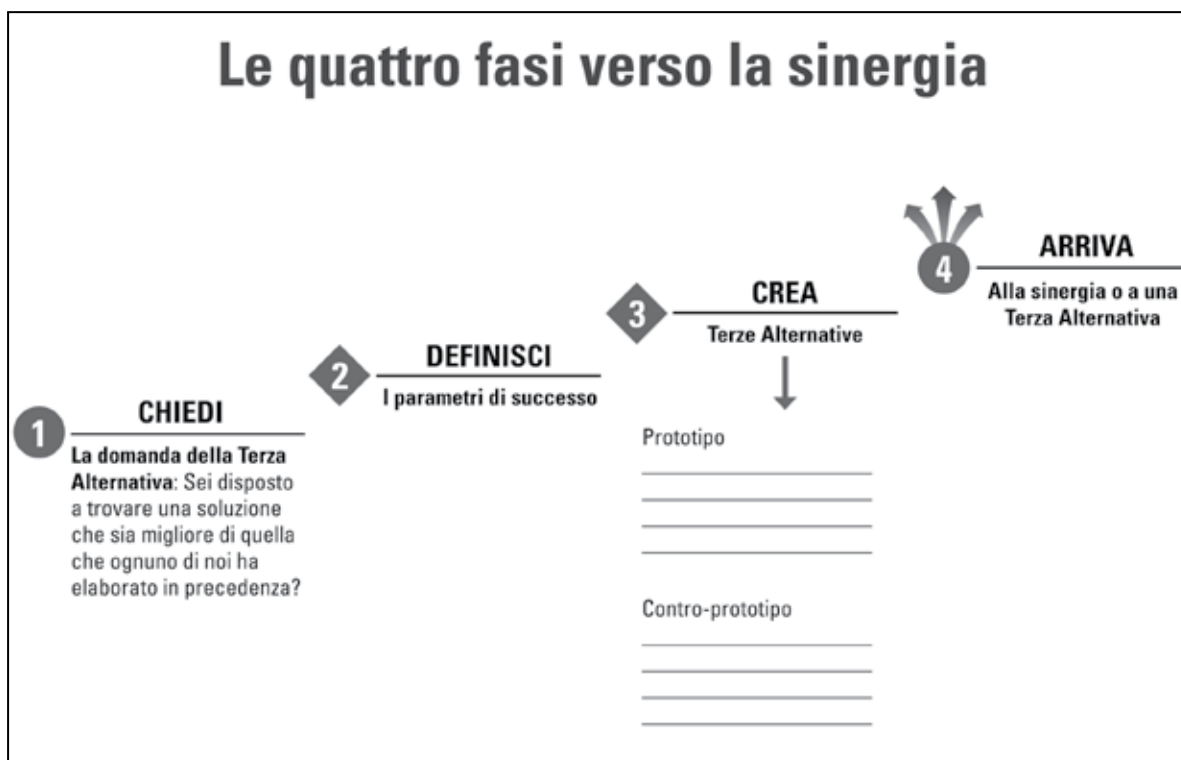 Le quattro fasi verso la sinergia
1
CHIEDI
La domanda della Terza
Alternativa: Sei disposto
a trovare una soluzione
che sia migliore di quella
che ognuno di noi ha
elaborato in precedenza?
2
DEFINISCI
I parametri di successo
3
CREA
Terze Alternative
Prototipo
Contro-prototipo
4
ARRIVA
Alla sinergia o a una
Terza Alternativa